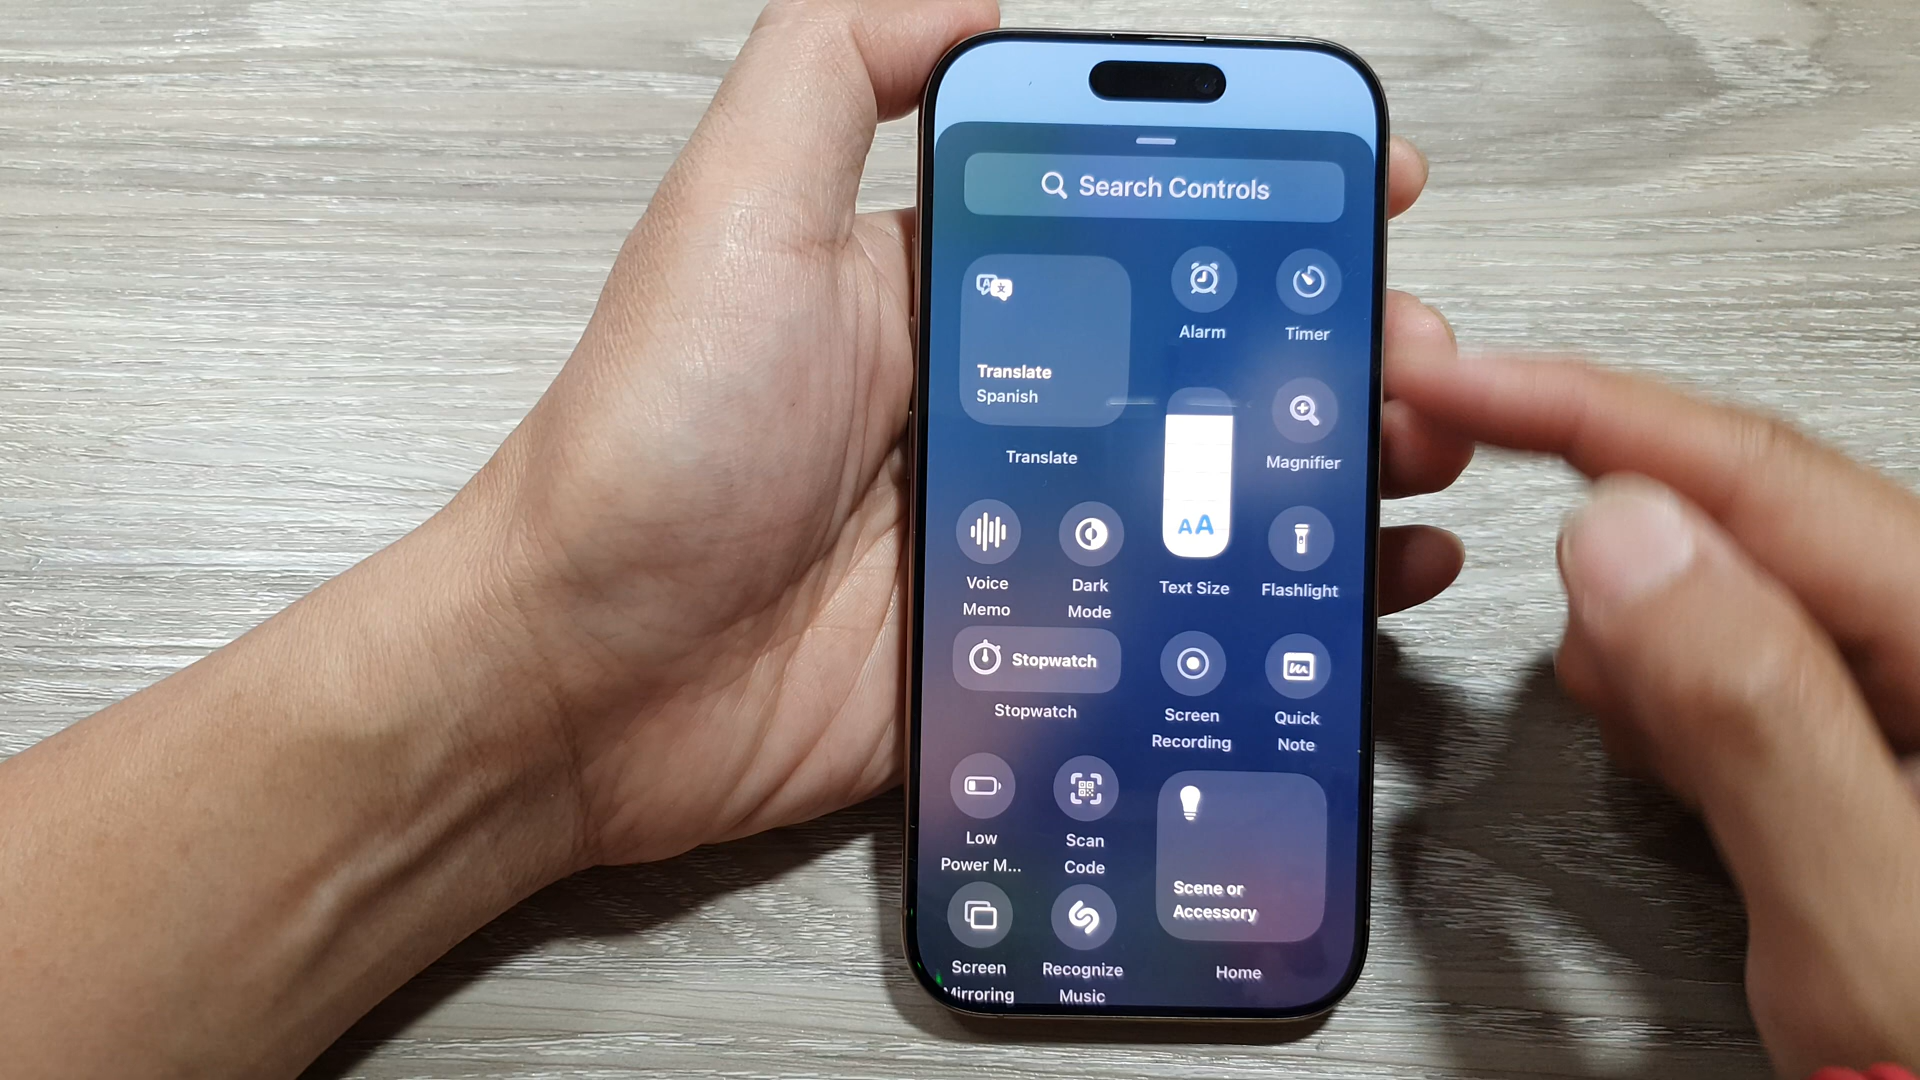 Search Controls
Translate
Spanish
Translate
Alarm
Timer
Magnifier
AA
Text Size
Flashlight
Voice
Memo
Dark
Mode
Stopwatch
Stopwatch
Screen
Recording
Quick
Note
Low
Power M...
Scan
Code
Scene or
Accessory
Home
Screen
Mirroring
Recognize
Music